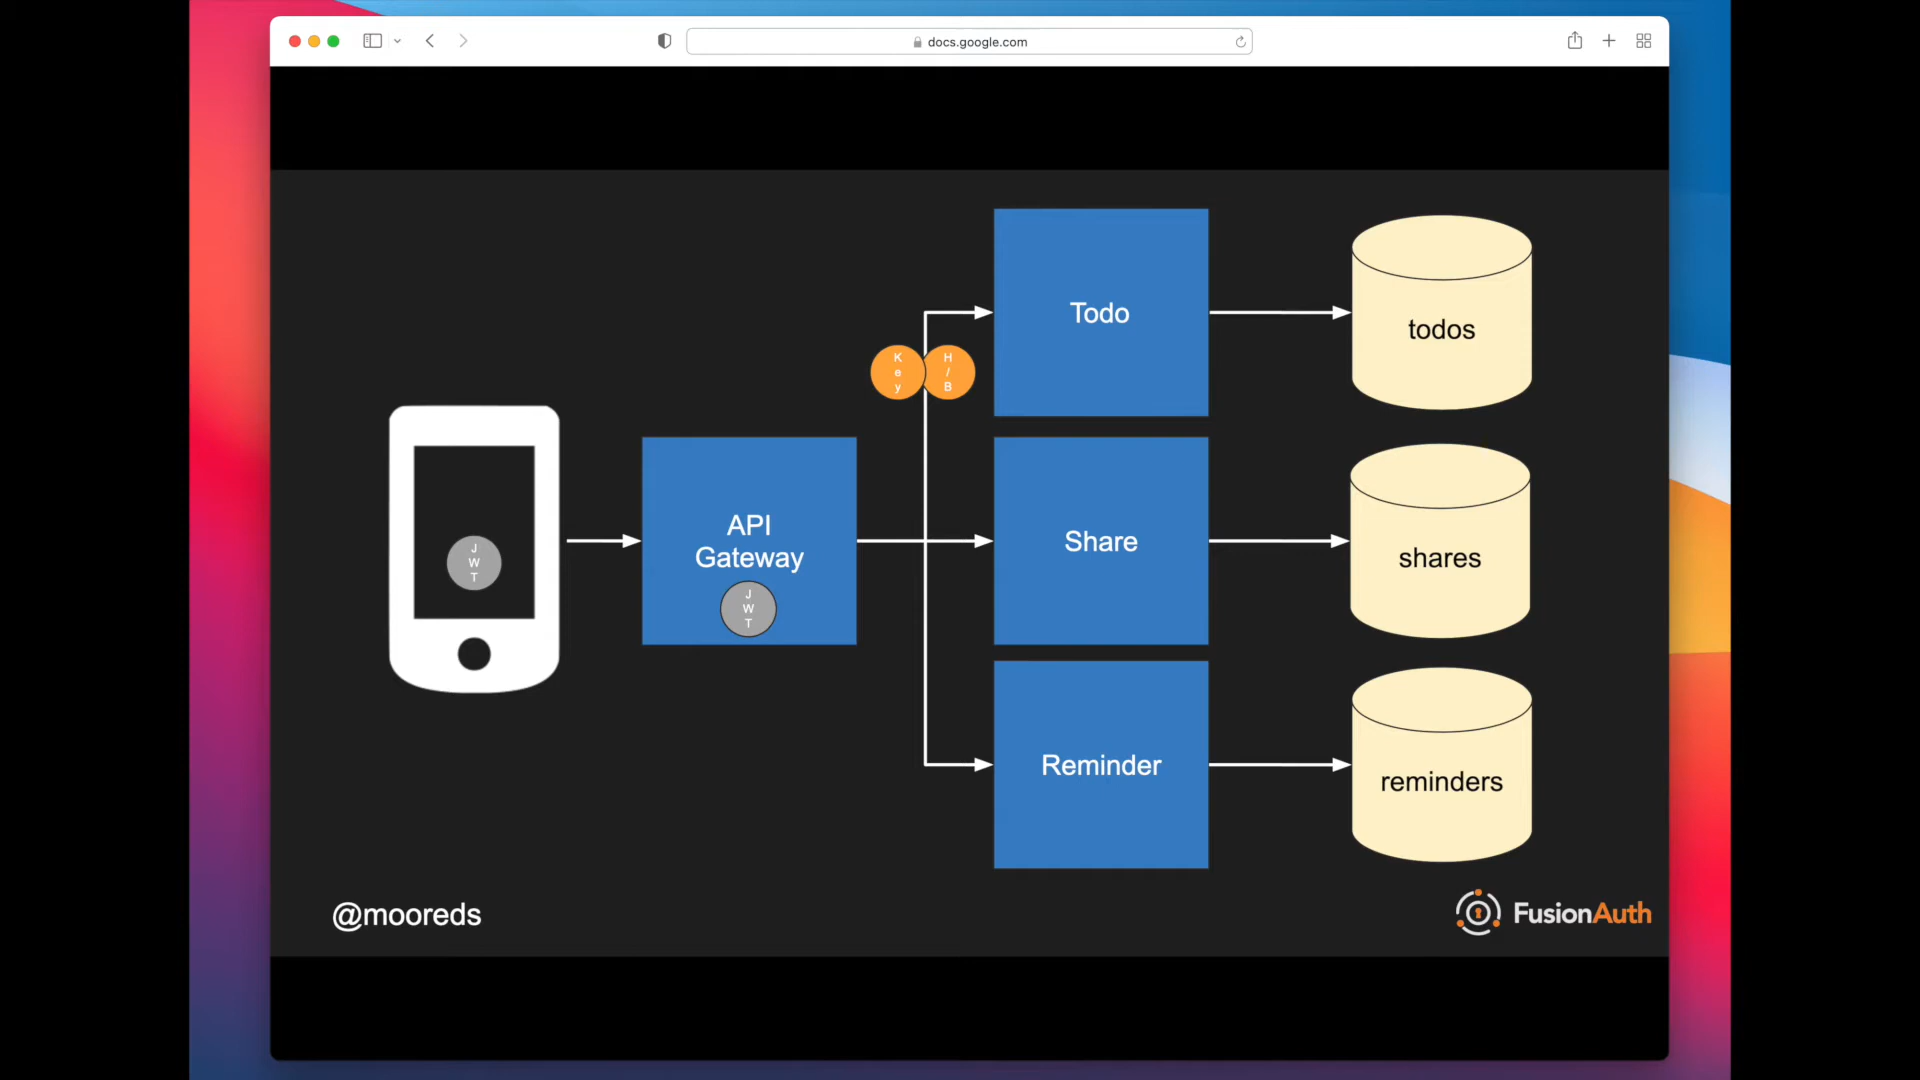 docs.google.com
Todo
todos
K
e
y
H
/
B
API
Gateway
J
W
T
J
W
T
Share
shares
Reminder
reminders
@mooreds
FusionAuth